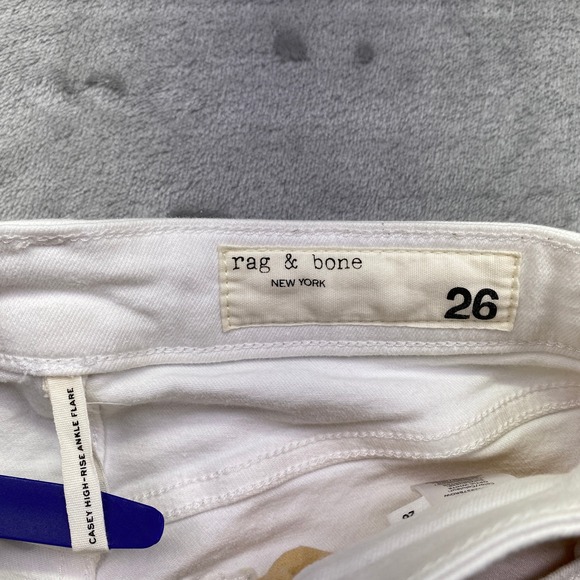 rag & bone
NEW YORK
26
CASEY HIGH-RISE ANKLE FLARE